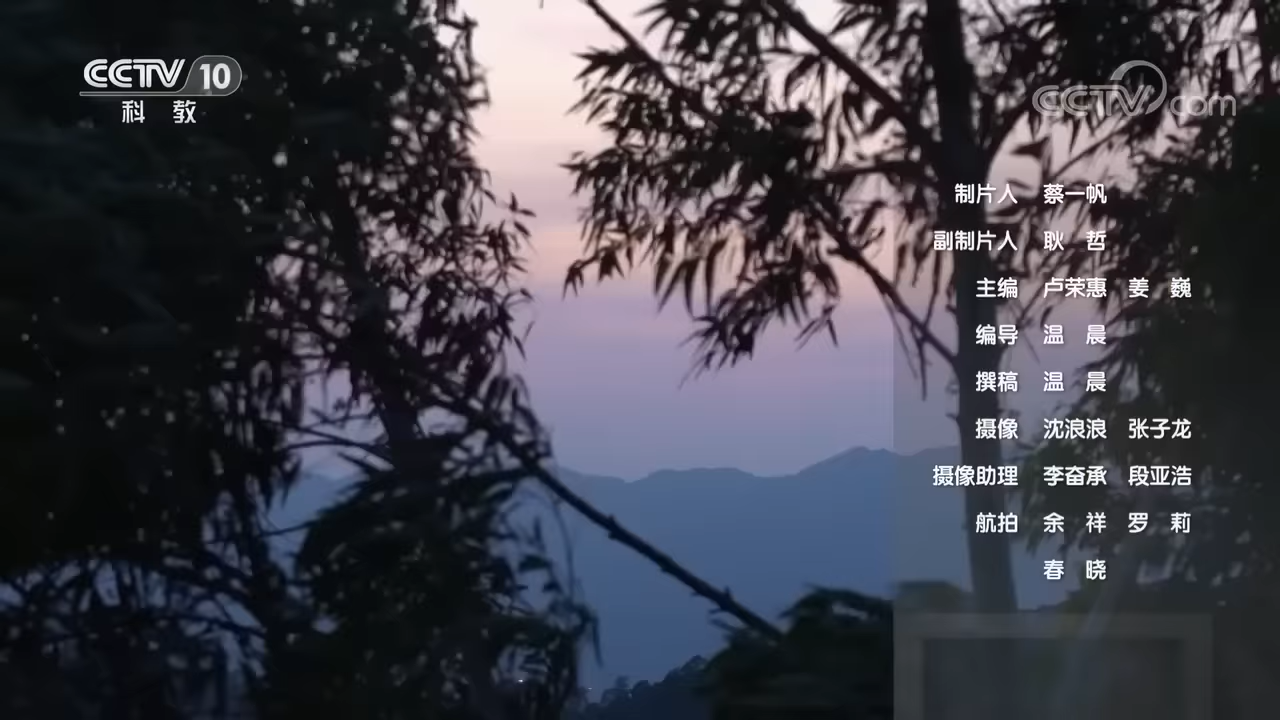 CCTV 10
科 教
CCTV.com
制片人 蔡一帆
副制片人 耿 哲
主编 卢荣惠 姜 巍
编导 温 晨
撰稿 温 晨
摄像 沈浪浪 张子龙
摄像助理 李奋承 段亚浩
航拍 余 祥 罗 莉
春 晓